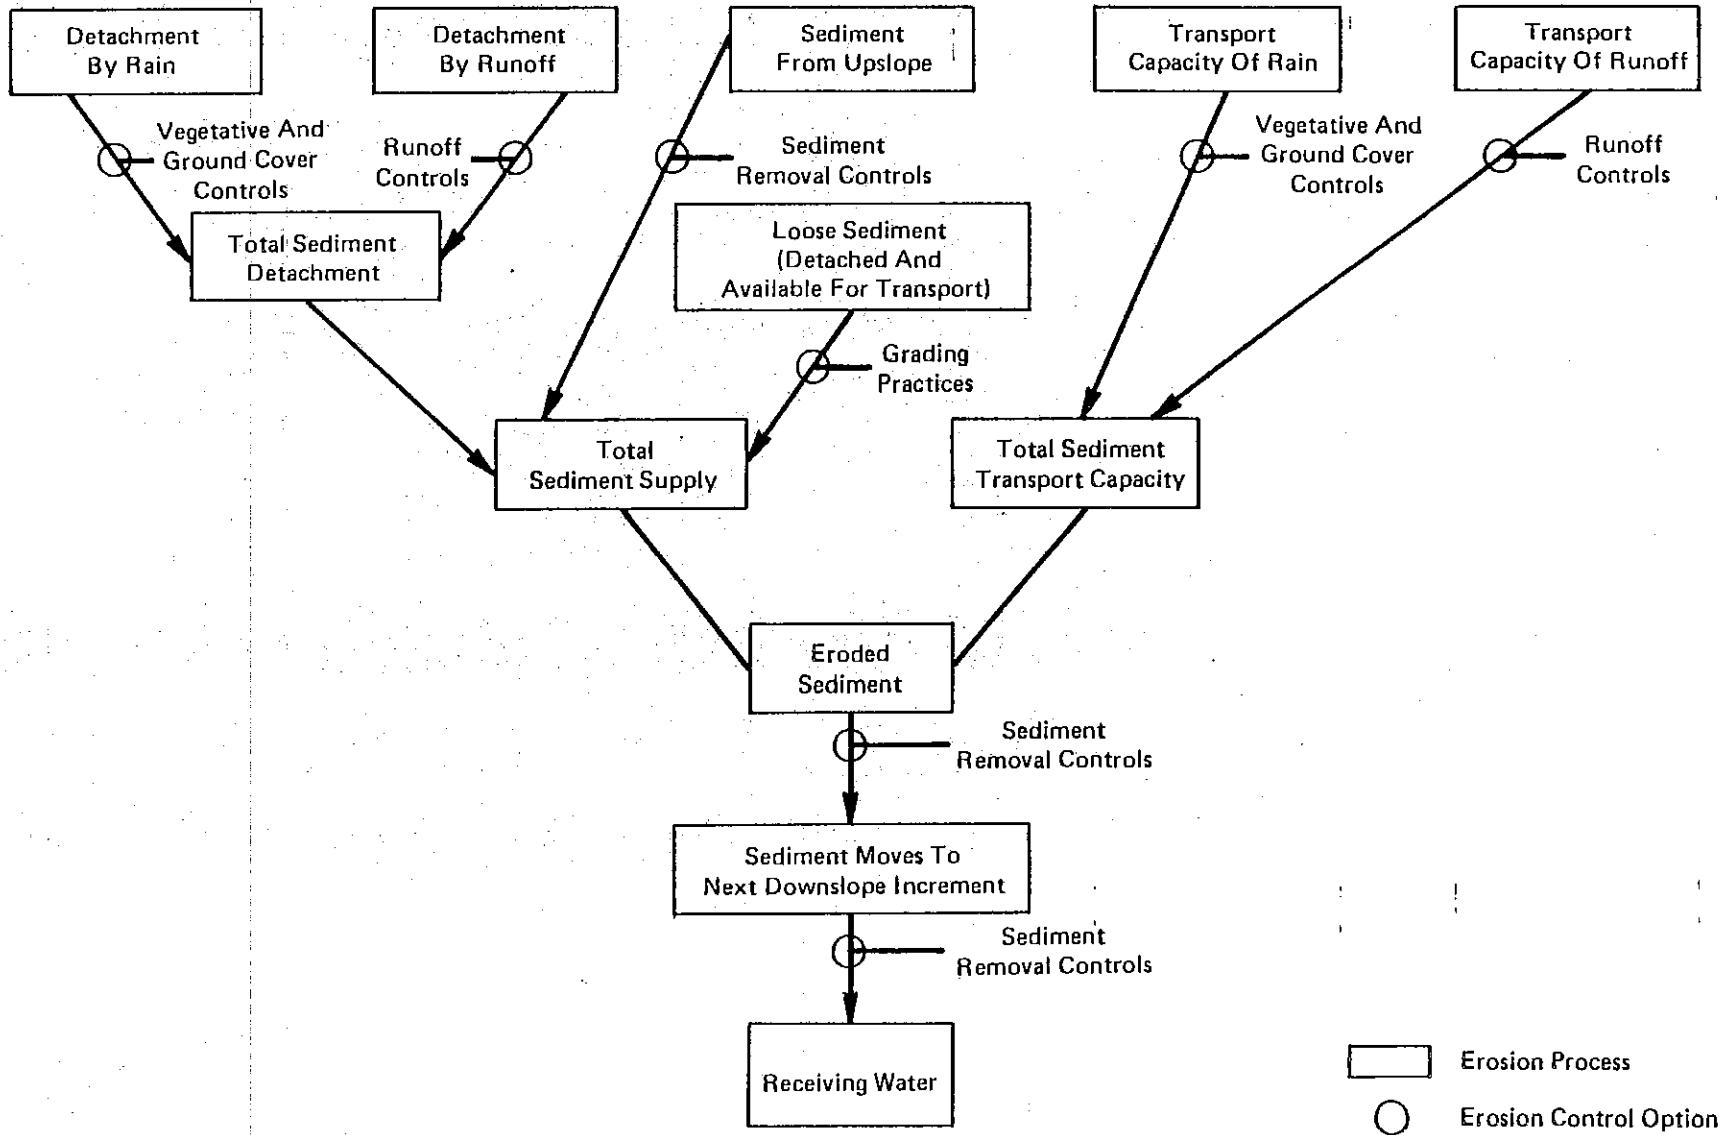 Detachment
By Rain
Detachment
By Runoff
Sediment
From Upslope
Transport
Capacity Of Rain
Transport
Capacity Of Runoff
Vegetative And
Ground Cover
Controls
Runoff
Controls
Sediment
Removal Controls
Vegetative And
Ground Cover
Controls
Runoff
Controls
Total Sediment
Detachment
Loose Sediment
(Detached And
Available For Transport)
Grading
Practices
Total
Sediment Supply
Total Sediment
Transport Capacity
Eroded
Sediment
Sediment
Removal Controls
Sediment Moves To
Next Downslope Increment
Sediment
Removal Controls
Receiving Water
Erosion Process
Erosion Control Option